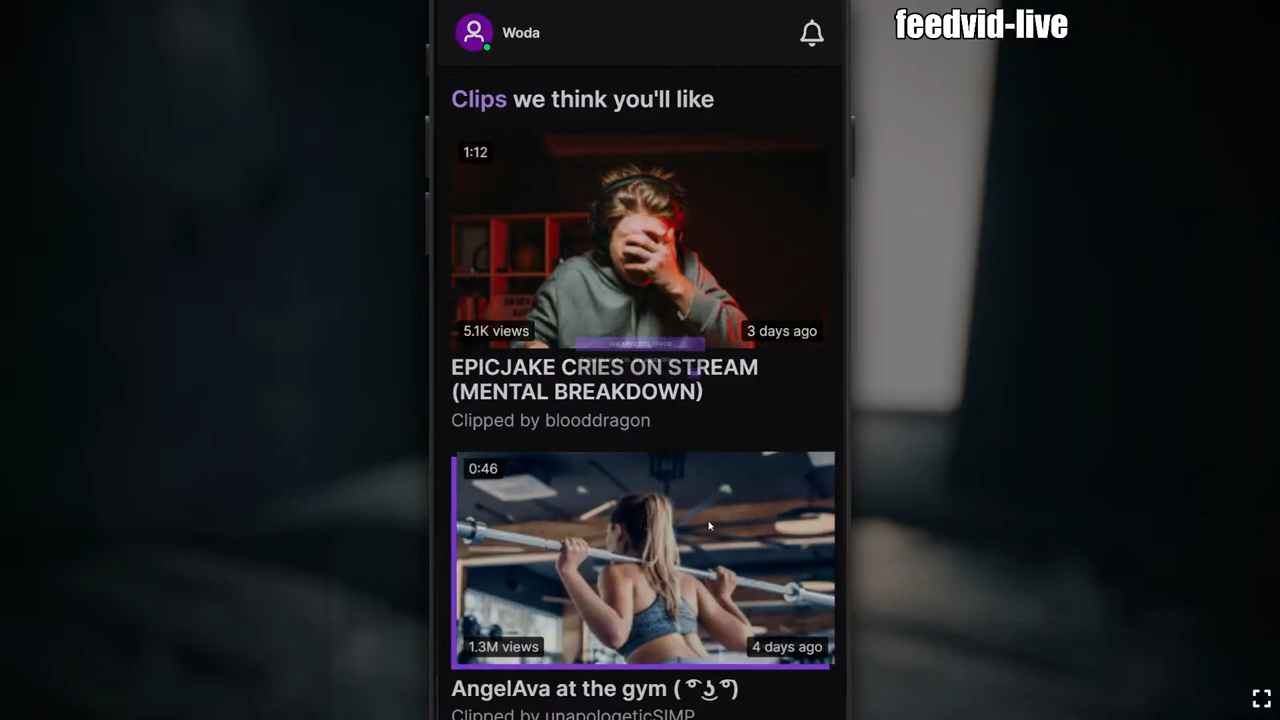 feedvid-live
Woda
Clips we think you'll like
1:12
5.1K views
3 days ago
UNEXPECTED ERROR
EPICJAKE CRIES ON STREAM
(MENTAL BREAKDOWN)
Clipped by blooddragon
0:46
1.3M views
4 days ago
AngelAva at the gym ( ͡° ͜ʖ ͡°)
Clipped by unapologeticSIMP